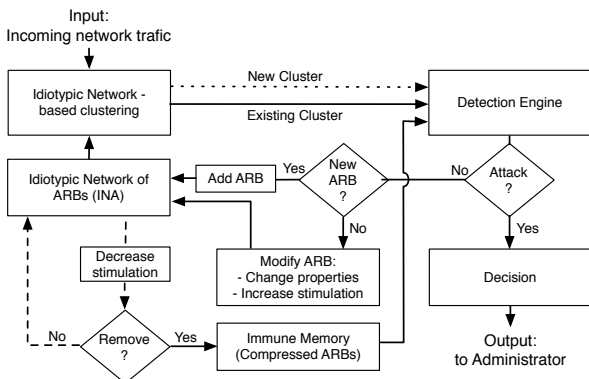 Input:
Incoming network trafic
Idiotypic Network -
based clustering
New Cluster
Existing Cluster
Detection Engine
Idiotypic Network of
ARBs (INA)
Add ARB
Yes
New
ARB
?
No
Attack
?
No
Yes
Decrease
stimulation
Modify ARB:
- Change properties
- Increase stimulation
Decision
No
Remove
?
Yes
Immune Memory
(Compressed ARBs)
Output:
to Administrator